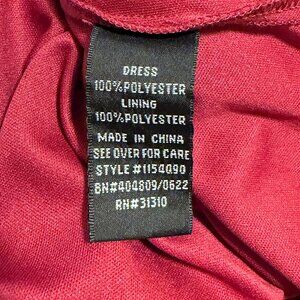 DRESS
100%POLYESTER
LINING
100%POLYESTER
MADE IN CHINA
SEE OVER FOR CARE
STYLE #1154090
BN#404809/0622
RN#31310